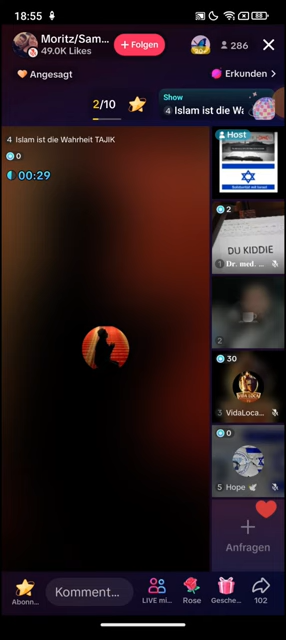 18:55
58
Moritz/Sam...
49.0K Likes
+ Folgen
286
Angesagt
Erkunden >
2/10
Show
4 Islam ist die Wa
4 Islam ist die Wahrheit TAJIK
0
00:29
Host
2
DU KIDDIE
1 Dr. med. ...
2
30
3 VidaLoca...
0
5 Hope
+
Anfragen
Abonn...
Komment...
LIVE mi...
Rose
Gesche...
102